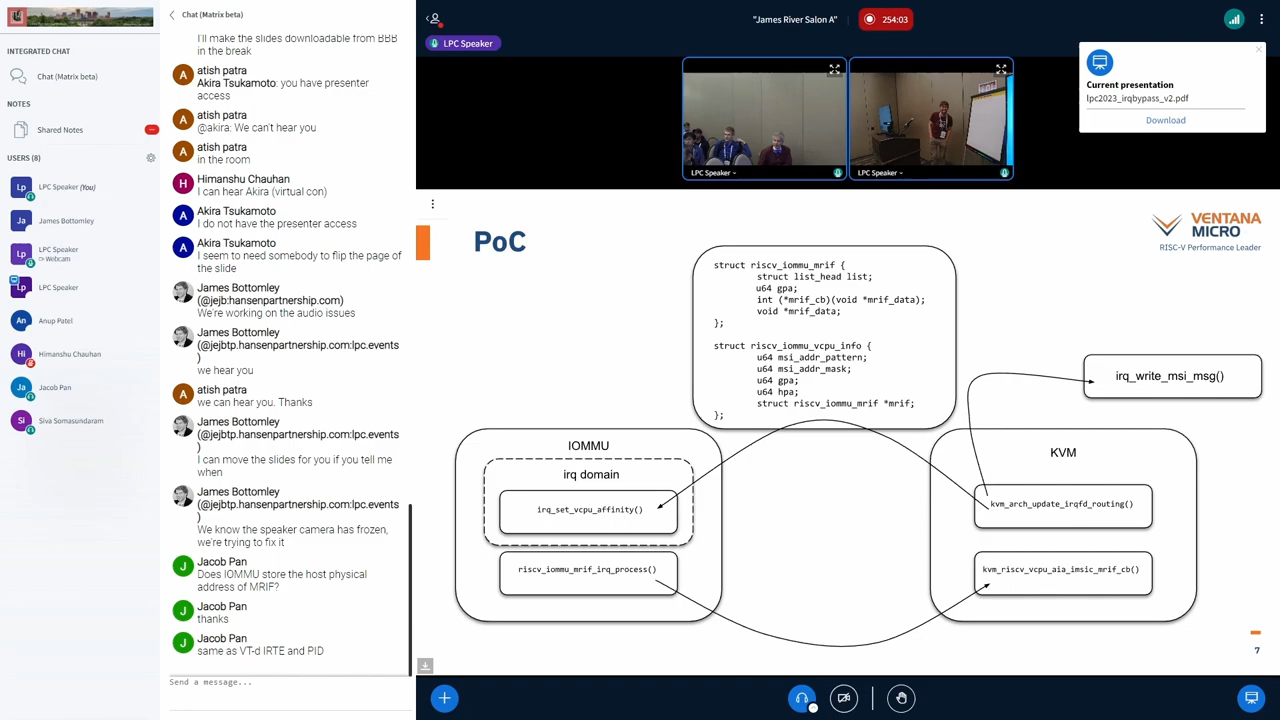 INTEGRATED CHAT
Chat (Matrix beta)
NOTES
Shared Notes
USERS (8)
Lp
LPC Speaker (You)
Ja
James Bottomley
Lp
LPC Speaker
Webcam
Lp
LPC Speaker
An
Anup Patel
Hi
Himanshu Chauhan
Ja
Jacob Pan
Si
Siva Somasundaram
Chat (Matrix beta)
I'll make the slides downloadable from BBB
in the break
A
atish patra
Akira Tsukamoto: you have presenter
access
A
atish patra
@akira: We can't hear you
A
atish patra
in the room
H
Himanshu Chauhan
I can hear Akira (virtual con)
A
Akira Tsukamoto
I do not have the presenter access
A
Akira Tsukamoto
I seem to need somebody to flip the page of
the slide
James Bottomley
(@jejb:hansenpartnership.com)
We're working on the audio issues
James Bottomley
(@jejbtp.hansenpartnership.com:lpc.events
)
we hear you
A
atish patra
we can hear you. Thanks
James Bottomley
(@jejbtp.hansenpartnership.com:lpc.events
)
I can move the slides for you if you tell me
when
James Bottomley
(@jejbtp.hansenpartnership.com:lpc.events
)
We know the speaker camera has frozen,
we're trying to fix it
J
Jacob Pan
Does IOMMU store the host physical
address of MRIF?
J
Jacob Pan
thanks
J
Jacob Pan
same as VT-d IRTE and PID
Send a message...
"James River Salon A"
254:03
LPC Speaker
LPC Speaker
LPC Speaker
Current presentation
lpc2023_irqbypass_v2.pdf
Download
PoC
VENTANA
MICRO
RISC-V Performance Leader
struct riscv_iommu_mrif {
struct list_head list;
u64 gpa;
int (*mrif_cb)(void *mrif_data);
void *mrif_data;
};
struct riscv_iommu_vcpu_info {
u64 msi_addr_pattern;
u64 msi_addr_mask;
u64 gpa;
u64 hpa;
struct riscv_iommu_mrif *mrif;
};
irq_write_msi_msg()
IOMMU
irq domain
irq_set_vcpu_affinity()
riscv_iommu_mrif_irq_process()
KVM
kvm_arch_update_irqfd_routing()
kvm_riscv_vcpu_aia_imsic_mrif_cb()
7